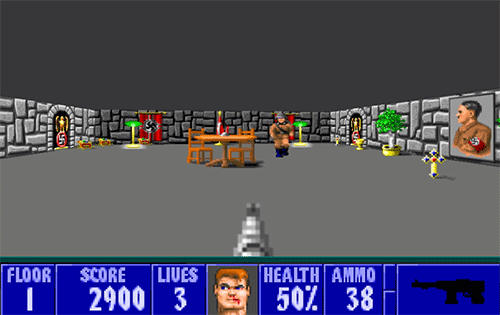 FLOOR SCORE LIVES HEALTH AMMO
1 2900 3 50% 38